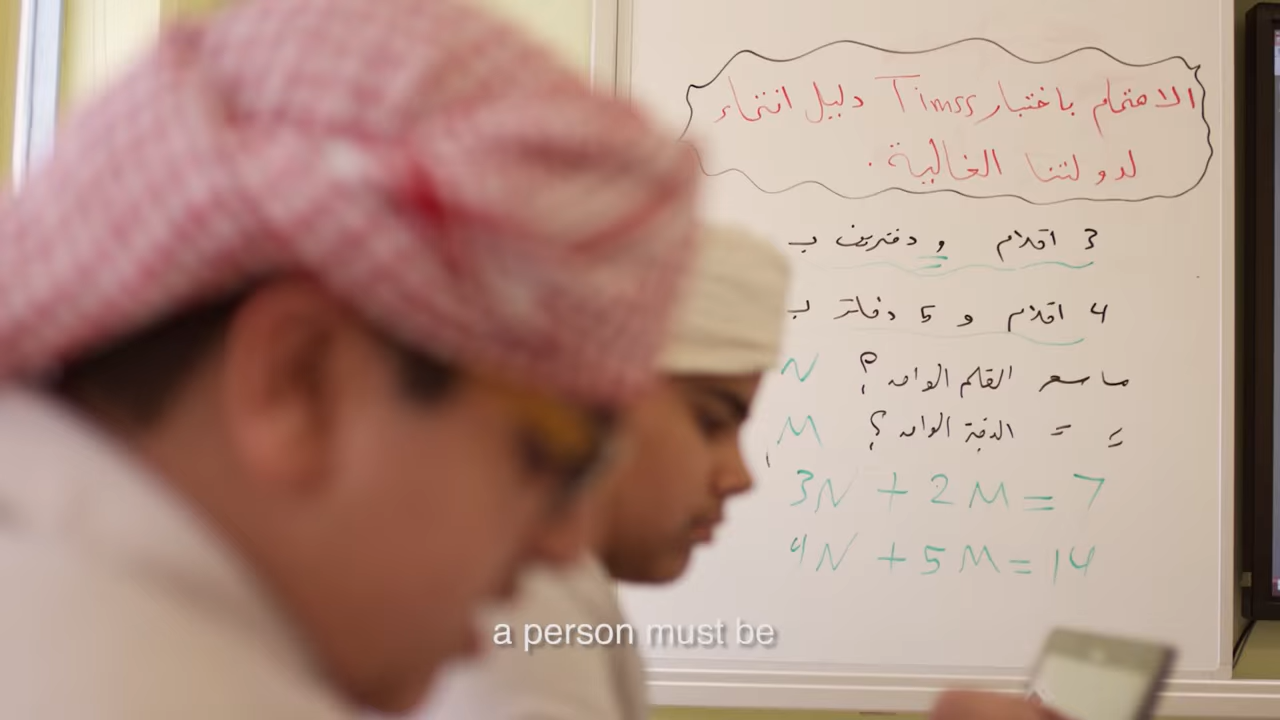 الاهتمام باختبار Timss دليل انتماء
لدولتنا الغالية .
3 اقلام و دفترين ب
4 اقلام و 5 دفاتر ب
ما سعر القلم الواحد ؟ N
= = الدفتر الواحد ؟ M
3N + 2M = 7
4N + 5M = 14
a person must be